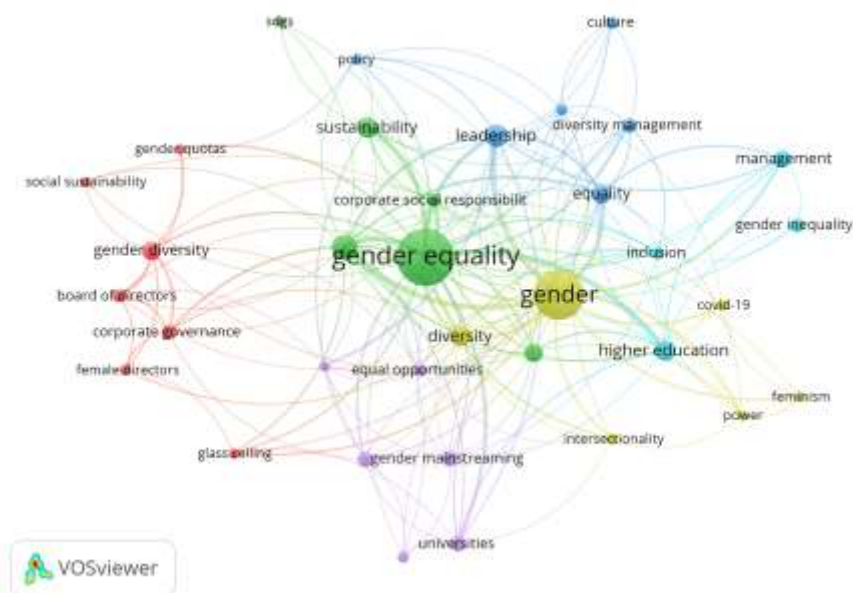 sdgs
culture
policy
sustainability
leadership
diversity management
gender quotas
management
social sustainability
corporate social responsibilit
equality
gender inequality
gender diversity
gender equality
inclusion
board of directors
gender
covid-19
corporate governance
diversity
higher education
female directors
equal opportunities
feminism
power
intersectionality
glass ceiling
gender mainstreaming
universities
VOSviewer